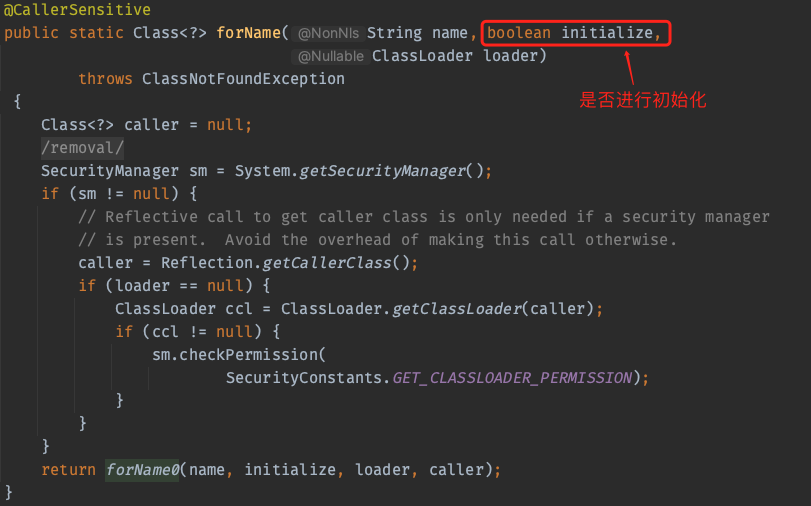 @CallerSensitive
public static Class<?> forName( @NonNls String name, boolean initialize,
@Nullable ClassLoader loader)
throws ClassNotFoundException
是否进行初始化
{
Class<?> caller = null;
/removal/
SecurityManager sm = System.getSecurityManager();
if (sm != null) {
// Reflective call to get caller class is only needed if a security manager
// is present.  Avoid the overhead of making this call otherwise.
caller = Reflection.getCallerClass();
if (loader == null) {
ClassLoader ccl = ClassLoader.getClassLoader(caller);
if (ccl != null) {
sm.checkPermission(
SecurityConstants.GET_CLASSLOADER_PERMISSION);
}
}
}
return forName0(name, initialize, loader, caller);
}